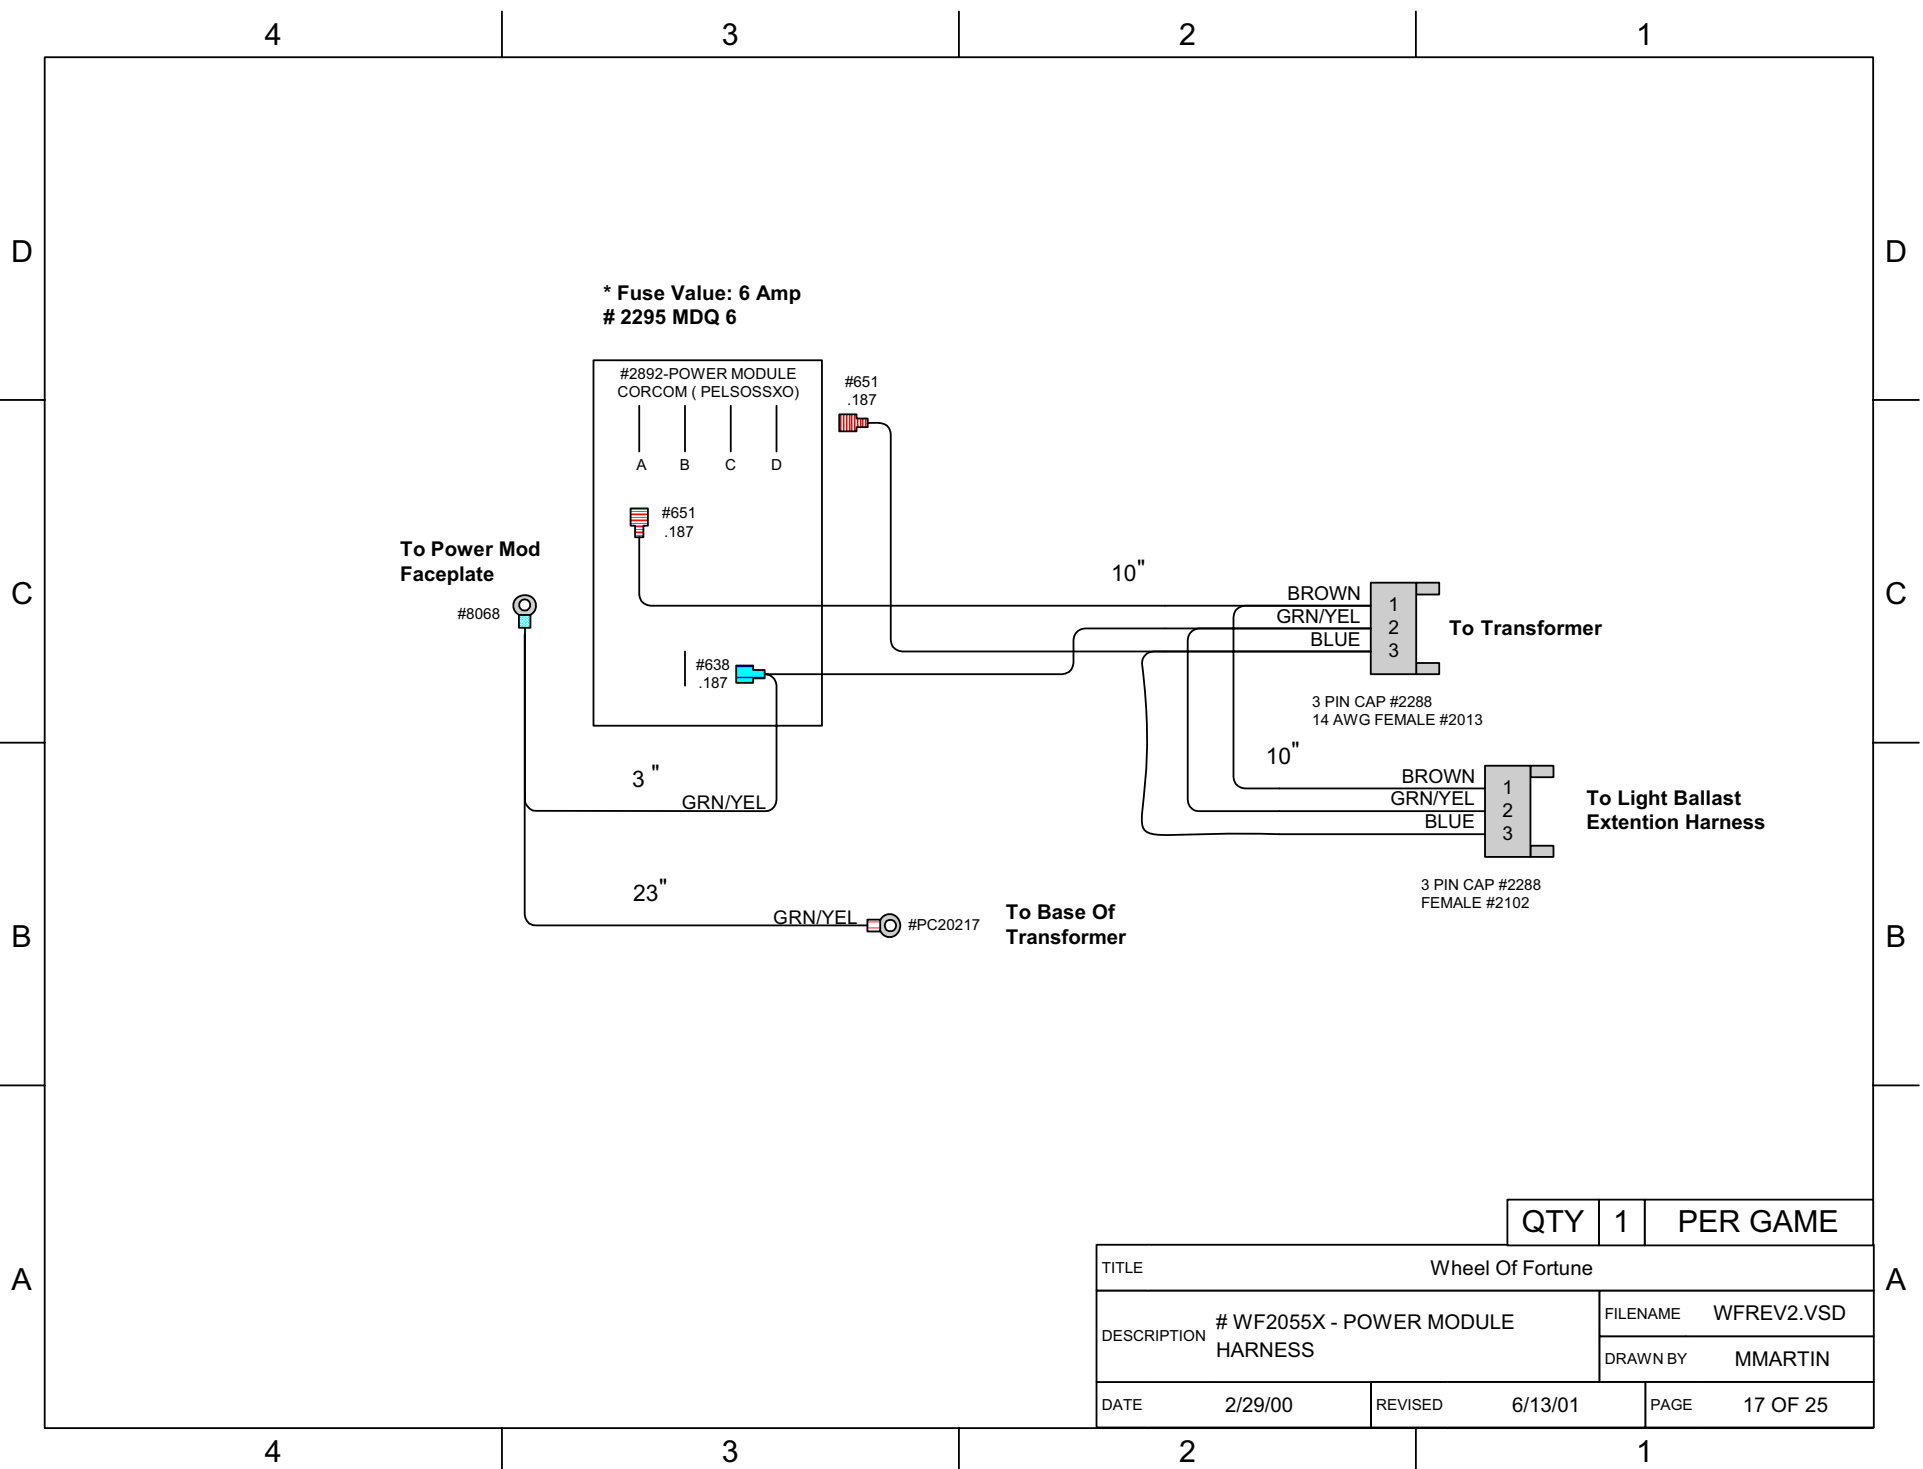 4 3 2 1
D D
* Fuse Value: 6 Amp
# 2295 MDQ 6
#2892-POWER MODULE
CORCOM ( PELSOSSXO)
A B C D
#651
.187
#651
.187
To Power Mod
Faceplate
#8068
C C
10"
BROWN 1
GRN/YEL 2
BLUE 3
To Transformer
#638
.187
3 PIN CAP #2288
14 AWG FEMALE #2013
3 "
GRN/YEL
10"
BROWN 1
GRN/YEL 2
BLUE 3
To Light Ballast
Extention Harness
3 PIN CAP #2288
FEMALE #2102
23"
GRN/YEL
#PC20217
To Base Of
Transformer
B B
QTY 1 PER GAME
A A
TITLE Wheel Of Fortune
DESCRIPTION # WF2055X - POWER MODULE
HARNESS
FILENAME WFREV2.VSD
DRAWN BY MMARTIN
DATE 2/29/00 REVISED 6/13/01 PAGE 17 OF 25
4 3 2 1